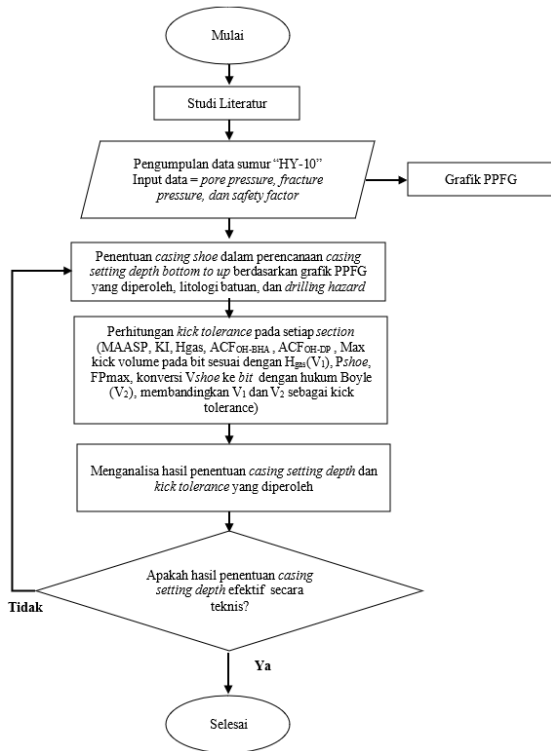 Mulai
Studi Literatur
Pengumpulan data sumur “HY-10”
Input data = pore pressure, fracture
pressure, dan safety factor
Grafik PPFG
Penentuan casing shoe dalam perencanaan casing
setting depth bottom to up berdasarkan grafik PPFG
yang diperoleh, litologi batuan, dan drilling hazard
Perhitungan kick tolerance pada setiap section
(MAASP, KI, Hgas, ACFOH-BHA , ACFOH-DP , Max
kick volume pada bit sesuai dengan Hgas(V1), Pshoe,
FPmax, konversi Vshoe ke bit dengan hukum Boyle
(V2), membandingkan V1 dan V2 sebagai kick
tolerance)
Menganalisa hasil penentuan casing setting depth dan
kick tolerance yang diperoleh
Apakah hasil penentuan casing
setting depth efektif secara
teknis?
Tidak
Ya
Selesai